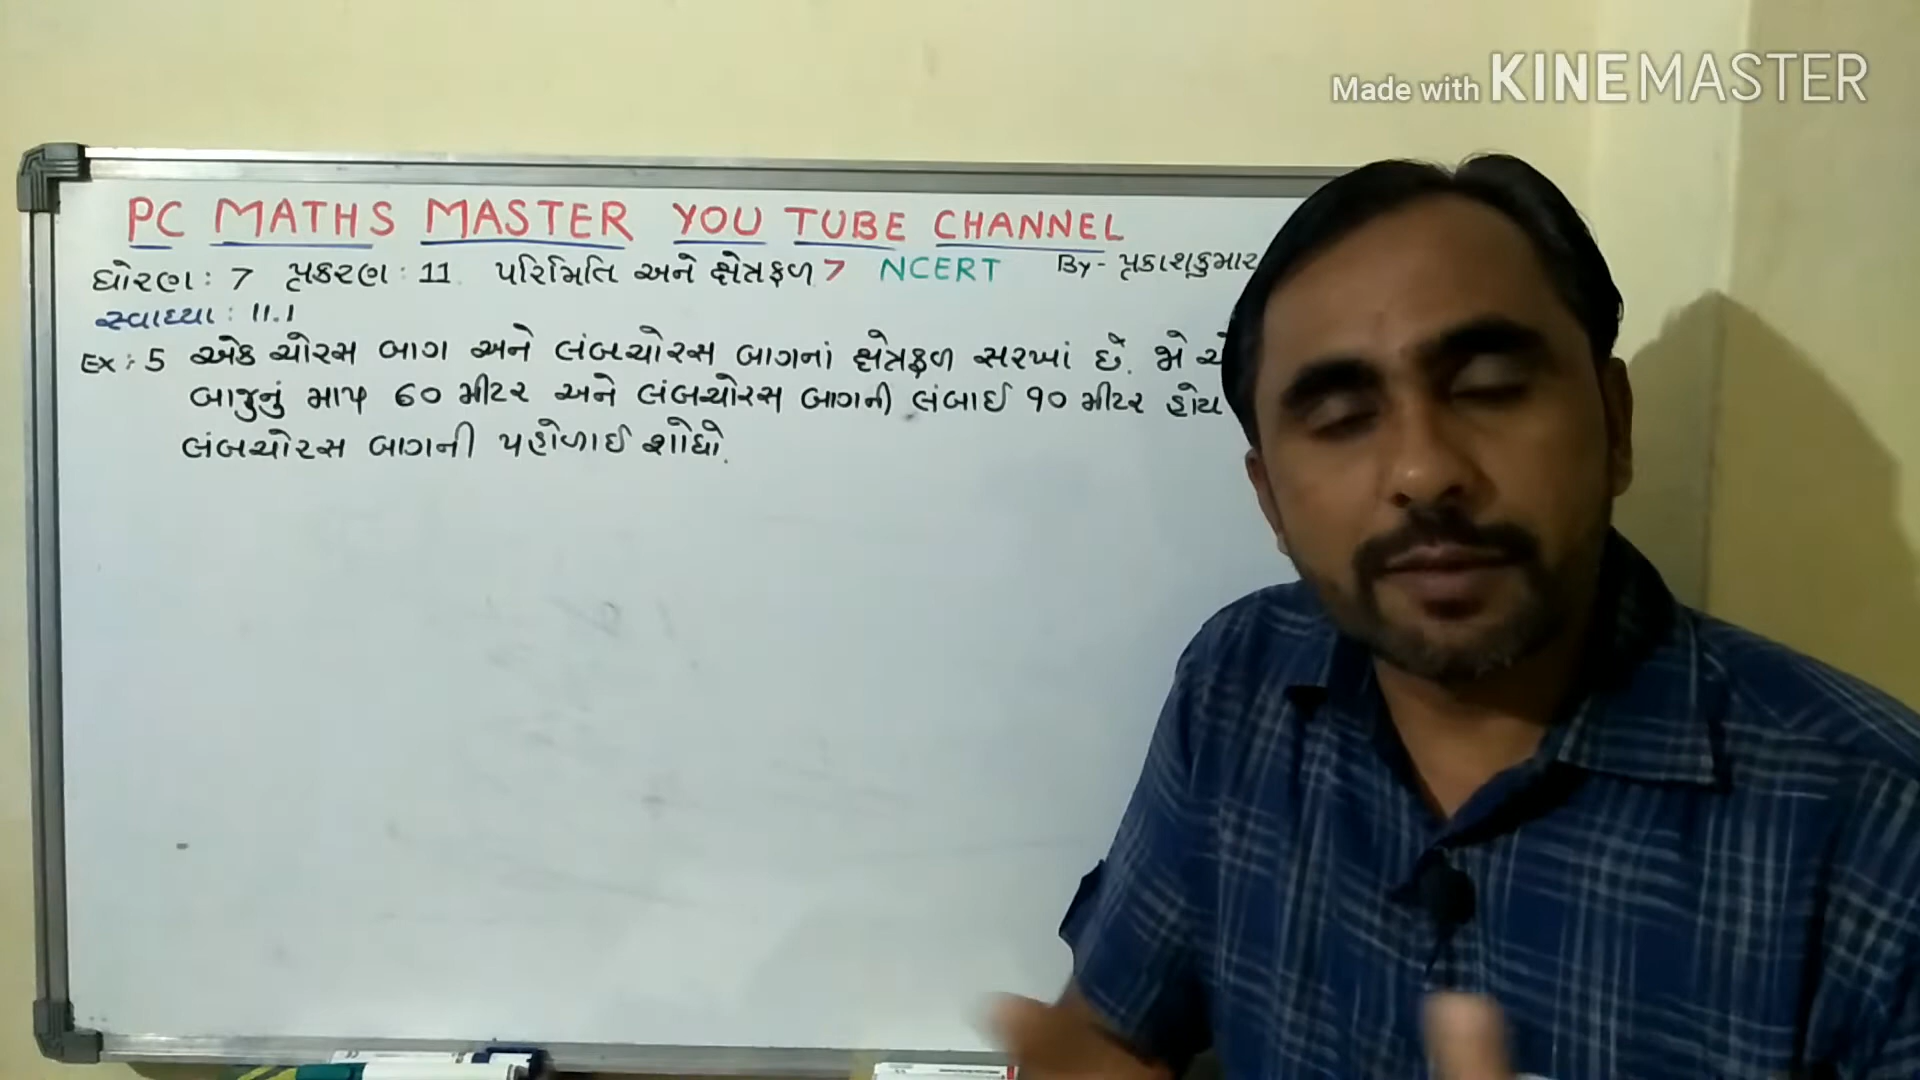 Made with KINEMASTER
PC MATHS MASTER YOU TUBE CHANNEL
ધોરણ : 7 પ્રકરણ : 11 પરિમિતિ અને ક્ષેત્રફળ 7 NCERT By - પ્રકાશકુમાર
સ્વાધ્યા : 11.1
Ex : 5 એક ચોરસ બાગ અને લંબચોરસ બાગનાં ક્ષેત્રફળ સરખાં છે. જો
બાજુનું માપ 60 મીટર અને લંબચોરસ બાગની લંબાઈ ૧0 મીટર હોય
લંબચોરસ બાગની પહોળાઈ શોધો.